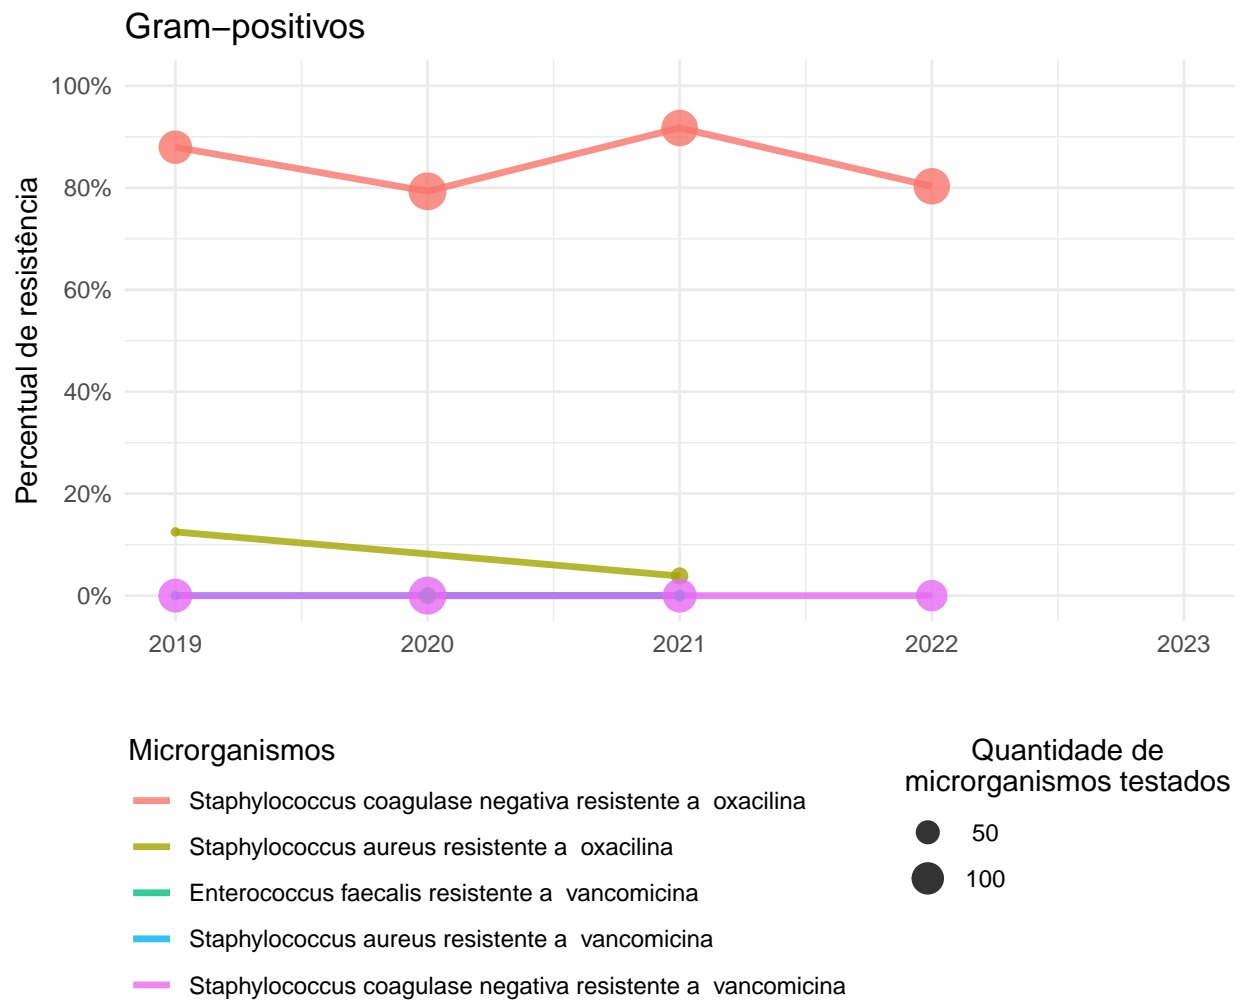 Gram−positivos
Percentual de resistência
100%
80%
60%
40%
20%
0%
2019 2020 2021 2022 2023
Microrganismos
Staphylococcus coagulase negativa resistente a  oxacilina
Staphylococcus aureus resistente a  oxacilina
Enterococcus faecalis resistente a  vancomicina
Staphylococcus aureus resistente a  vancomicina
Staphylococcus coagulase negativa resistente a  vancomicina
Quantidade de
microrganismos testados
50
100